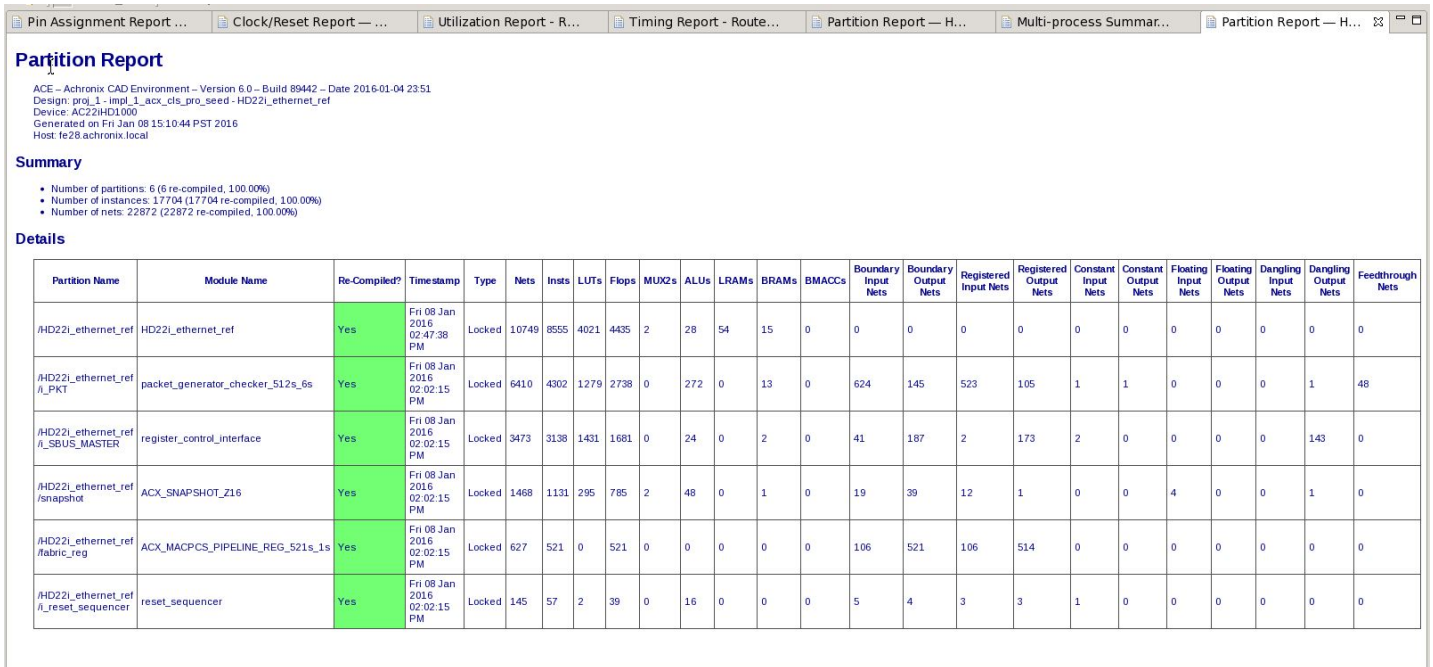 Pin Assignment Report ... Clock/Reset Report — ... Utilization Report - R... Timing Report - Route... Partition Report — H... Multi-process Summar... Partition Report — H...
Partition Report
ACE – Achronix CAD Environment – Version 6.0 – Build 89442 – Date 2016-01-04 23:51
Design: proj_1 - impl_1_acx_cls_pro_seed - HD22i_ethernet_ref
Device: AC22iHD1000
Generated on Fri Jan 08 15:10:44 PST 2016
Host: fe28.achronix.local
Summary
• Number of partitions: 6 (6 re-compiled, 100.00%)
• Number of instances: 17704 (17704 re-compiled, 100.00%)
• Number of nets: 22872 (22872 re-compiled, 100.00%)
Details
Partition Name Module Name Re-Compiled? Timestamp Type Nets Insts LUTs Flops MUX2s ALUs LRAMs BRAMs BMACCs Boundary Input Nets Boundary Output Nets Registered Input Nets Registered Output Nets Constant Input Nets Constant Output Nets Floating Input Nets Floating Output Nets Dangling Input Nets Dangling Output Nets Feedthrough Nets
/HD22i_ethernet_ref HD22i_ethernet_ref Yes Fri 08 Jan 2016 02:47:38 PM Locked 10749 8555 4021 4435 2 28 54 15 0 0 0 0 0 0 0 0 0 0 0 0
/HD22i_ethernet_ref /i_PKT packet_generator_checker_512s_6s Yes Fri 08 Jan 2016 02:02:15 PM Locked 6410 4302 1279 2738 0 272 0 13 0 624 145 523 105 1 1 0 0 0 1 48
/HD22i_ethernet_ref /i_SBUS_MASTER register_control_interface Yes Fri 08 Jan 2016 02:02:15 PM Locked 3473 3138 1431 1681 0 24 0 2 0 41 187 2 173 2 0 0 0 0 143 0
/HD22i_ethernet_ref /snapshot ACX_SNAPSHOT_Z16 Yes Fri 08 Jan 2016 02:02:15 PM Locked 1468 1131 295 785 2 48 0 1 0 19 39 12 1 0 0 4 0 0 1 0
/HD22i_ethernet_ref /fabric_reg ACX_MACPCS_PIPELINE_REG_521s_1s Yes Fri 08 Jan 2016 02:02:15 PM Locked 627 521 0 521 0 0 0 0 0 106 521 106 514 0 0 0 0 0 0 0
/HD22i_ethernet_ref /i_reset_sequencer reset_sequencer Yes Fri 08 Jan 2016 02:02:15 PM Locked 145 57 2 39 0 16 0 0 0 5 4 3 3 1 0 0 0 0 0 0